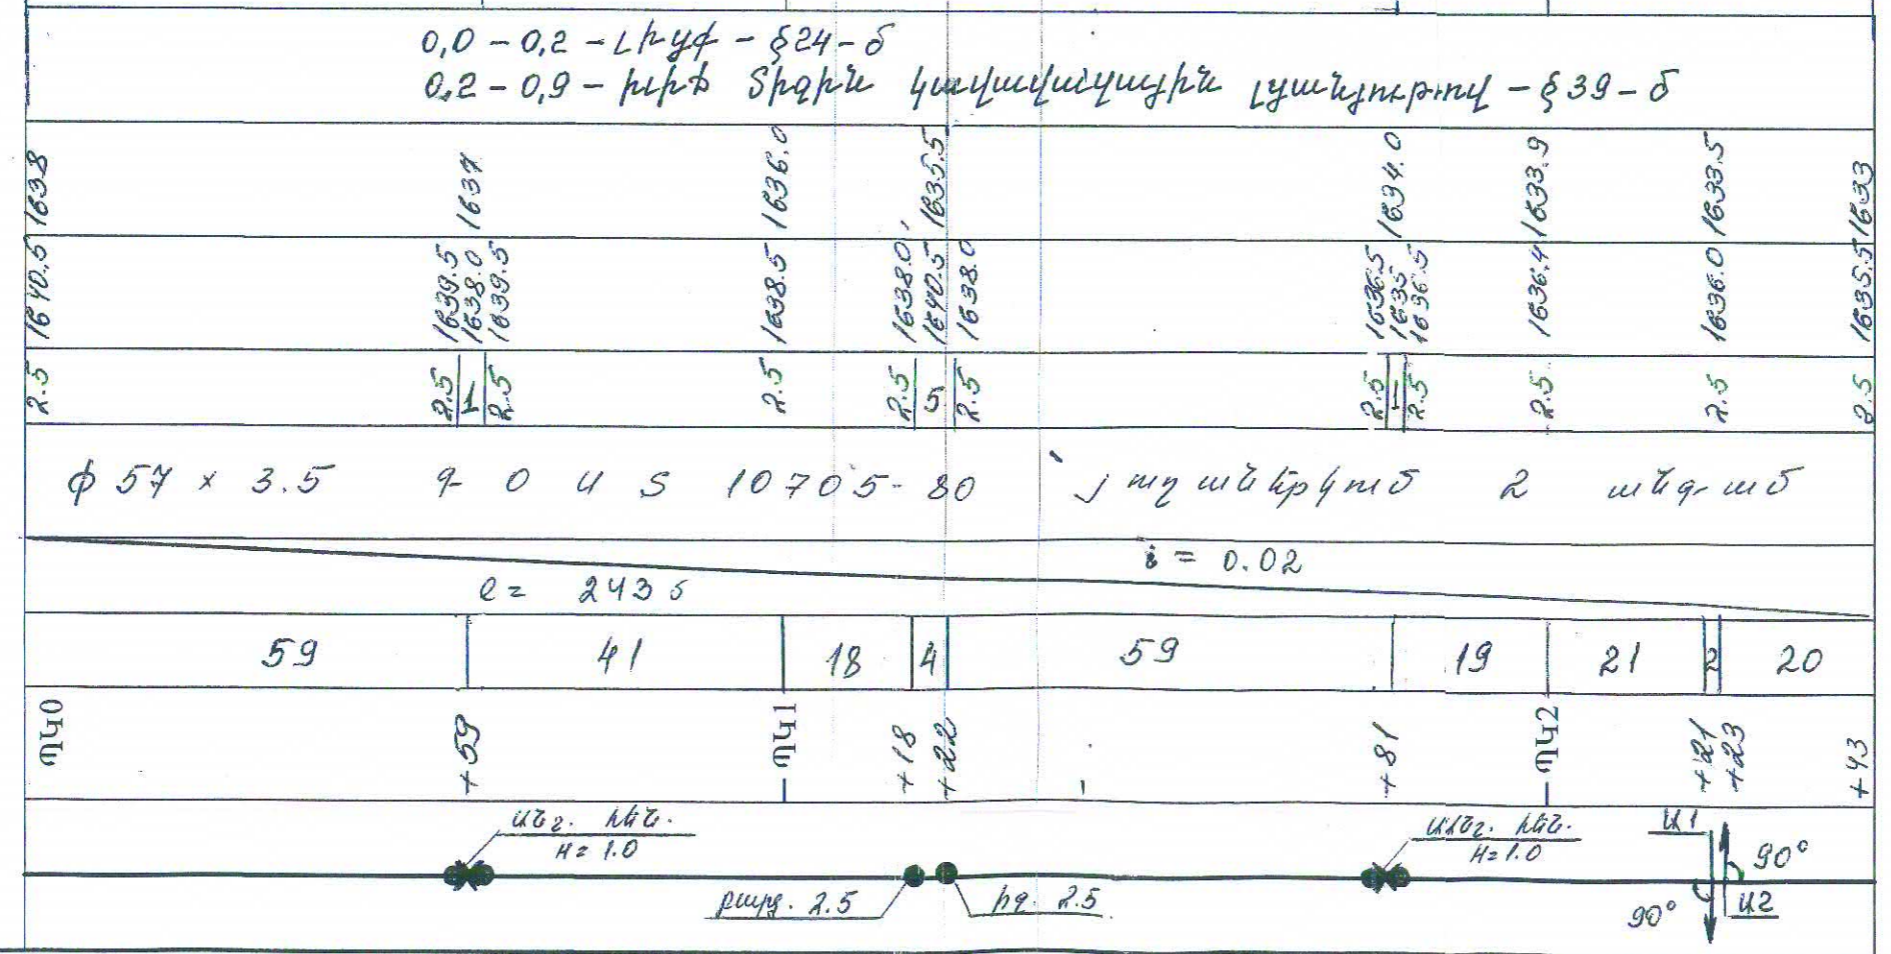 0,0 – 0,2 – Լիցք – §24 – ծ
0,2 – 0,9 – խիճ կավավազային լցանյութով – §39 – ծ
1638 1637 1636.0 1635.5 1634.0 1633.9 1633.5 1633
1640.5 1639.5 1638.0 1639.5 1638.5 1638.0 1640.5 1638.0 1636.5 1635 1636.5 1636.4 1636.0 1635.5
2.5 2.5 1 2.5 2.5 2.5 5 2.5 2.5 1 2.5 2.5 2.5 2.5
ϕ 57 x 3.5 ԳՕՍՏ 10705-80 յուղաներկում 2 անգամ
i = 0.02
ℓ = 243 մ
59 41 18 4 59 19 21 2 20
ՊԿ0 +59 ՊԿ1 +18 +22 +81 ՊԿ2 +21 +23 +43
Անշ. հեն. Անշ. հեն. Ա1
H = 1.0 H = 1.0 90°
բարձ. 2.5 իջ. 2.5 90° Ա2